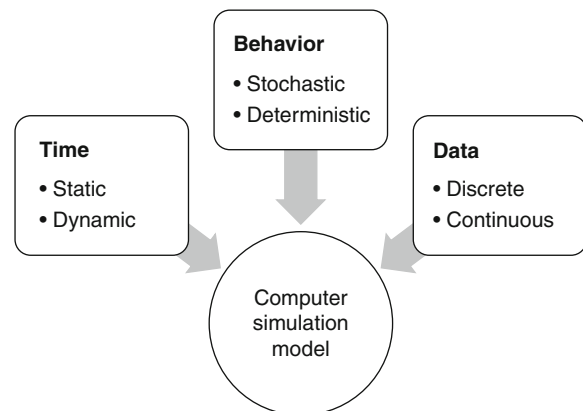 Behavior
• Stochastic
• Deterministic
Time
• Static
• Dynamic
Data
• Discrete
• Continuous
Computer
simulation
model